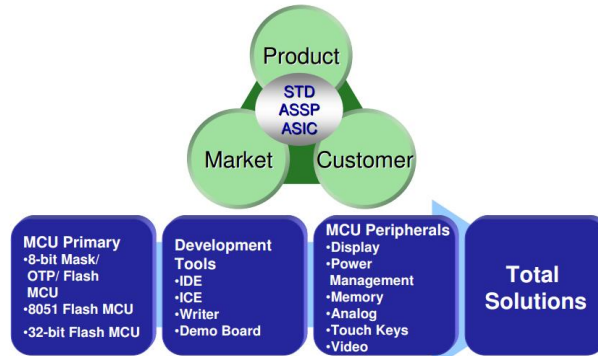 Product
STD
ASSP
ASIC
Market
Customer
MCU Primary
•8-bit Mask/
OTP/ Flash
MCU
•8051 Flash MCU
•32-bit Flash MCU
Development
Tools
•IDE
•ICE
•Writer
•Demo Board
MCU Peripherals
•Display
•Power
Management
•Memory
•Analog
•Touch Keys
•Video
Total
Solutions